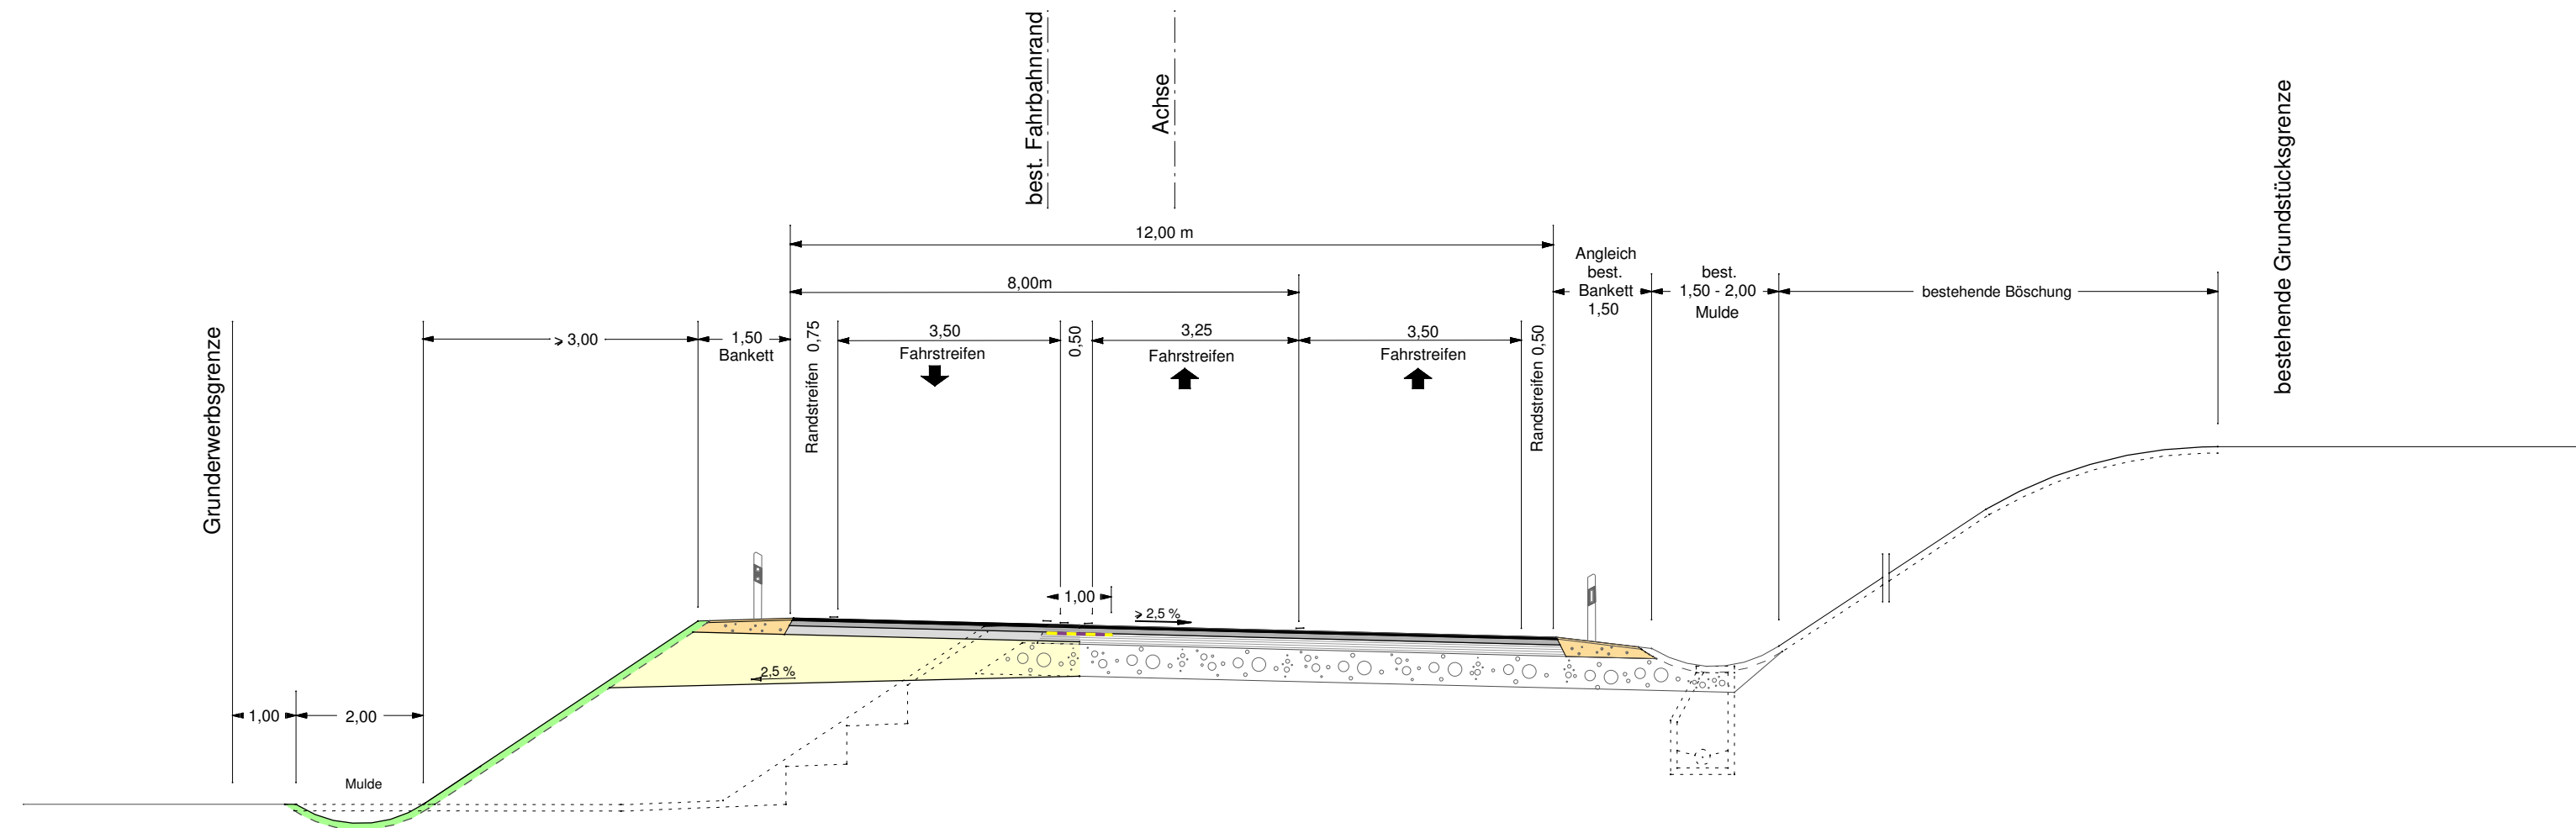 best. Fahrbahnrand
Achse
bestehende Grundstücksgrenze
Grunderwerbsgrenze
12,00 m
8,00m
Angleich
best.
Bankett
1,50
best.
1,50 - 2,00
Mulde
bestehende Böschung
> 3,00
1,50
Bankett
Randstreifen 0,75
3,50
Fahrstreifen
0,50
3,25
Fahrstreifen
3,50
Fahrstreifen
Randstreifen 0,50
1,00
> 2,5 %
2,5 %
1,00
2,00
Mulde